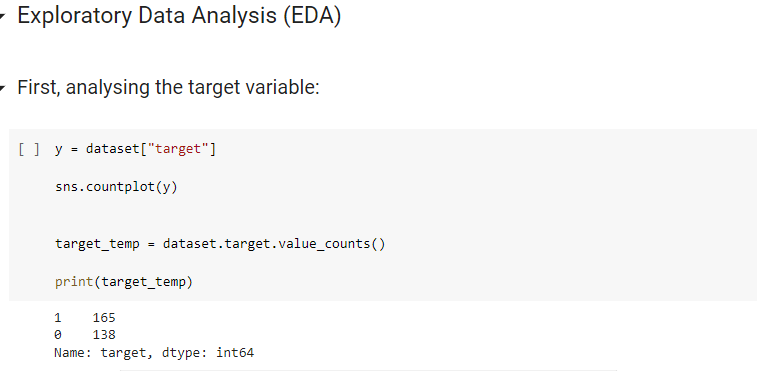 Exploratory Data Analysis (EDA)
First, analysing the target variable:
[ ] y = dataset["target"]
sns.countplot(y)
target_temp = dataset.target.value_counts()
print(target_temp)
1    165
0    138
Name: target, dtype: int64